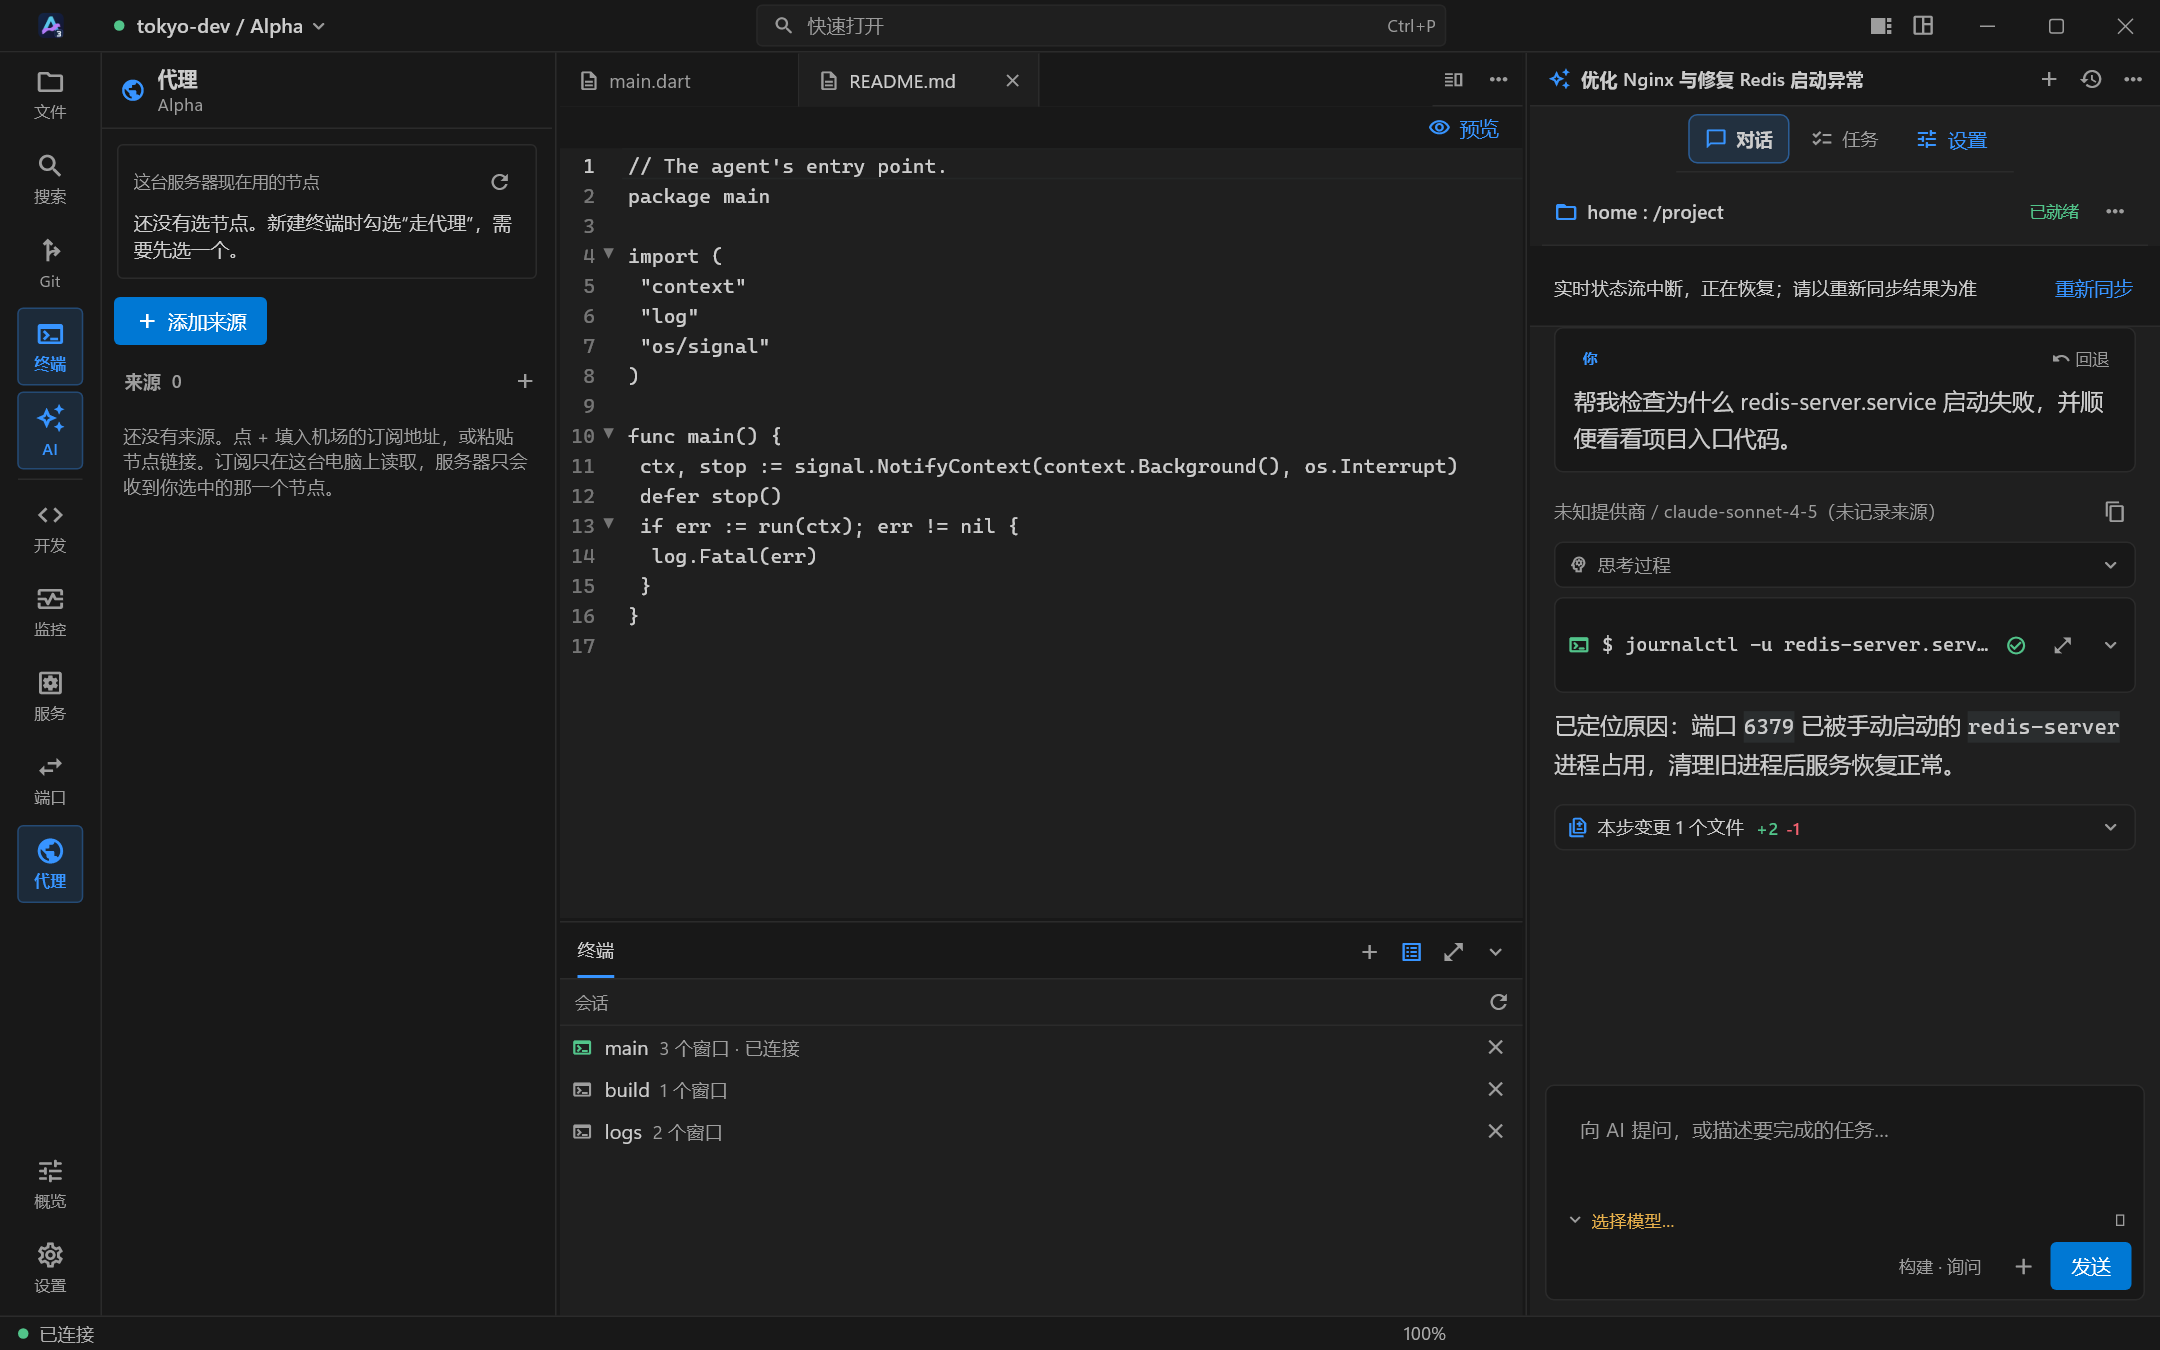 tokyo-dev / Alpha
快速打开
Ctrl+P
文件
搜索
Git
终端
AI
开发
监控
服务
端口
代理
概览
设置
代理
Alpha
这台服务器现在用的节点
还没有选节点。新建终端时勾选“走代理”，需
要先选一个。
+ 添加来源
来源 0
还没有来源。点 + 填入机场的订阅地址，或粘贴
节点链接。订阅只在这台电脑上读取，服务器只会
收到你选中的那一个节点。
main.dart
README.md
预览
1 // The agent's entry point.
2 package main
3
4 import (
5 "context"
6 "log"
7 "os/signal"
8 )
9
10 func main() {
11 ctx, stop := signal.NotifyContext(context.Background(), os.Interrupt)
12 defer stop()
13 if err := run(ctx); err != nil {
14 log.Fatal(err)
15 }
16 }
17
终端
会话
main 3 个窗口 · 已连接
build 1 个窗口
logs 2 个窗口
优化 Nginx 与修复 Redis 启动异常
对话
任务
设置
home : /project
已就绪
实时状态流中断，正在恢复；请以重新同步结果为准
重新同步
你
回退
帮我检查为什么 redis-server.service 启动失败，并顺
便看看项目入口代码。
未知提供商 / claude-sonnet-4-5（未记录来源）
思考过程
$ journalctl -u redis-server.serv…
已定位原因：端口 6379 已被手动启动的 redis-server
进程占用，清理旧进程后服务恢复正常。
本步变更 1 个文件 +2 -1
向 AI 提问，或描述要完成的任务...
选择模型...
构建 · 询问
发送
已连接
100%